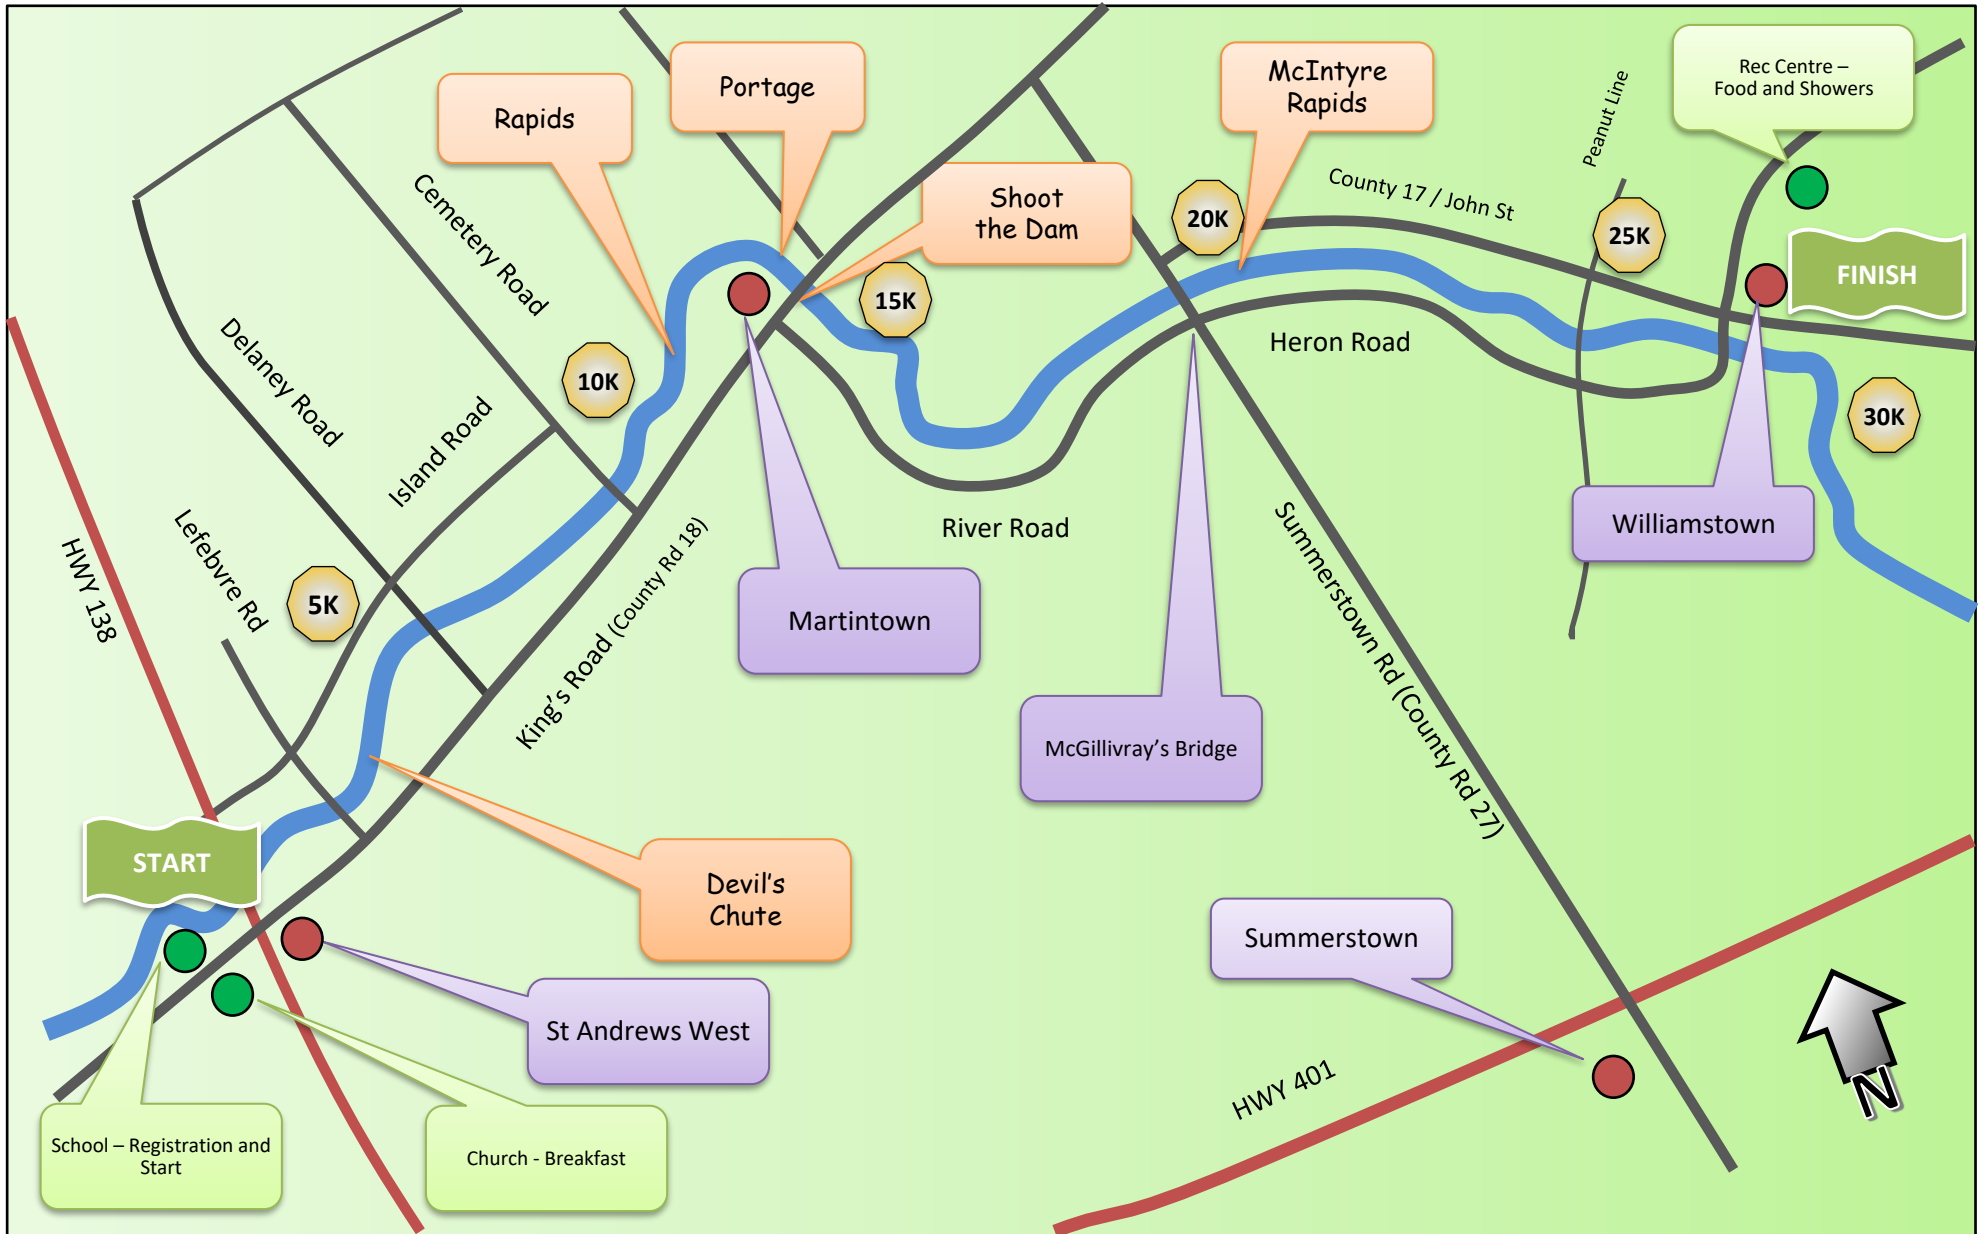 Portage
McIntyre
Rapids
Rec Centre –
Food and Showers
Rapids
Peanut Line
Cemetery Road
Shoot
the Dam
20K
County 17 / John St
25K
FINISH
15K
Delaney Road
10K
Heron Road
Island Road
30K
Lefebvre Rd
HWY 138
5K
River Road
Williamstown
King's Road (County Rd 18)
Martintown
Summerstown Rd (County Rd 27)
McGillivray's Bridge
START
Devil's
Chute
Summerstown
St Andrews West
HWY 401
N
School – Registration and
Start
Church - Breakfast